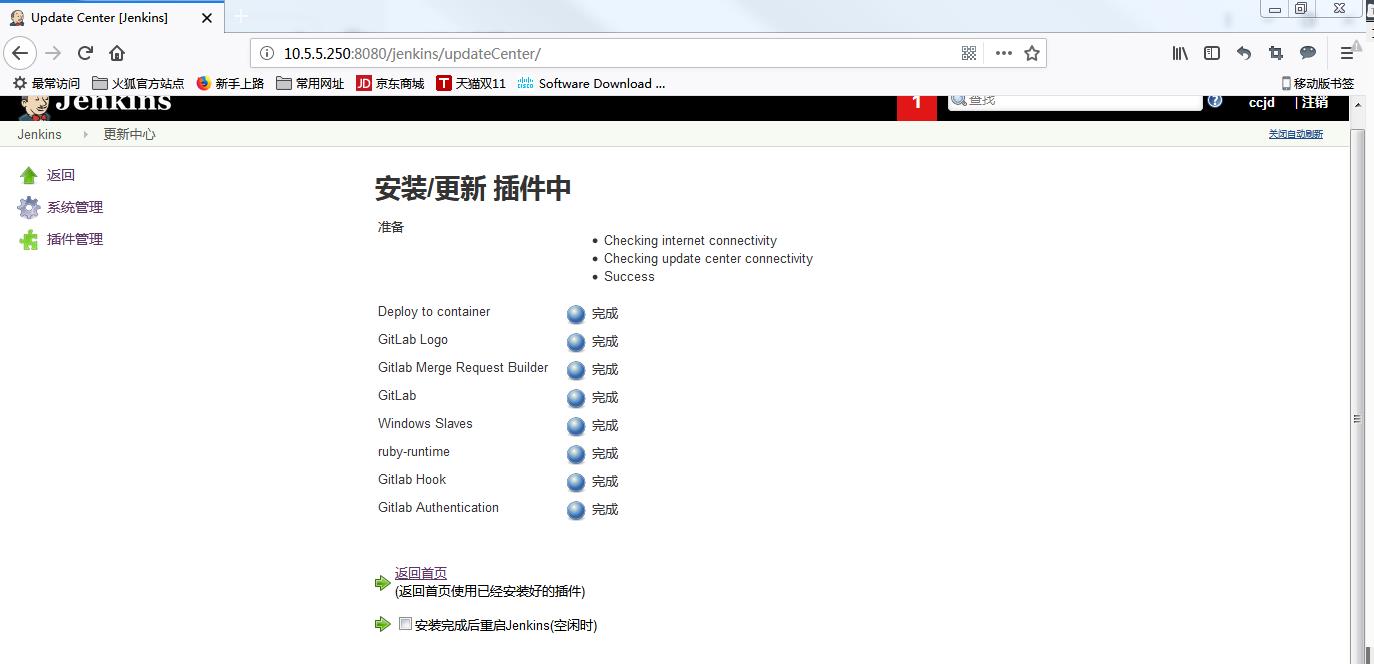 Update Center [Jenkins]
10.5.5.250:8080/jenkins/updateCenter/
最常访问 火狐官方站点 新手上路 常用网址 JD 京东商城 T 天猫双11 cisco Software Download ... 移动版书签
Jenkins 1 查找 ccjd | 注销
Jenkins 更新中心 关闭自动刷新
返回
系统管理
插件管理
安装/更新 插件中
准备
Checking internet connectivity
Checking update center connectivity
Success
Deploy to container 完成
GitLab Logo 完成
Gitlab Merge Request Builder 完成
GitLab 完成
Windows Slaves 完成
ruby-runtime 完成
Gitlab Hook 完成
Gitlab Authentication 完成
返回首页
(返回首页使用已经安装好的插件)
安装完成后重启Jenkins(空闲时)